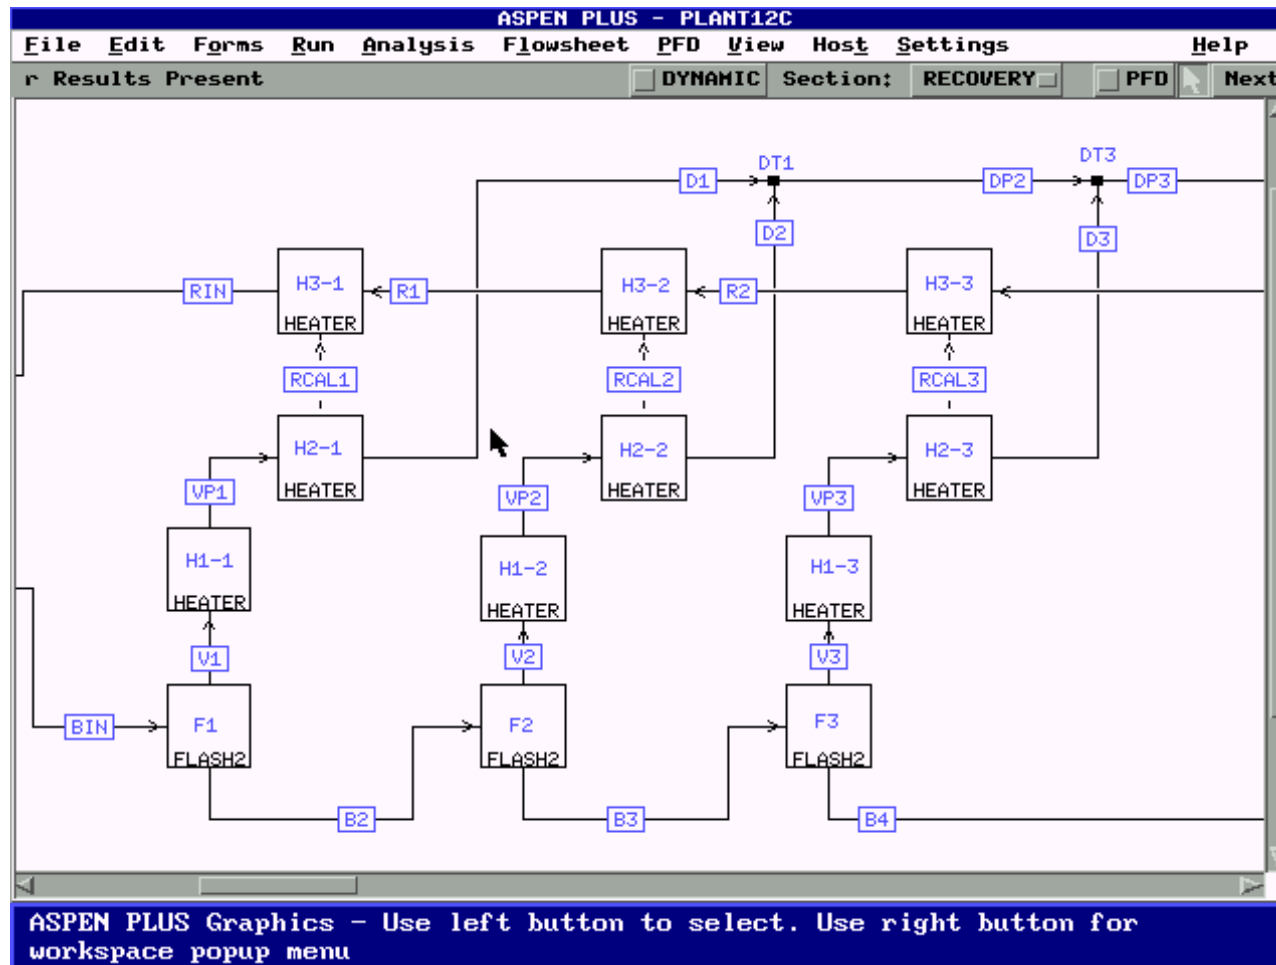 ASPEN PLUS - PLANT12C
File Edit Forms Run Analysis Flowsheet PFD View Host Settings Help
r Results Present DYNAMIC Section: RECOVERY PFD Next
DT1 DT3
D1 DP2 DP3
D2 D3
H3-1 H3-2 H3-3
RIN R1 R2
HEATER HEATER HEATER
RCAL1 RCAL2 RCAL3
H2-1 H2-2 H2-3
HEATER HEATER HEATER
VP1 VP2 VP3
H1-1 H1-2 H1-3
HEATER HEATER HEATER
V1 V2 V3
BIN F1 F2 F3
FLASH2 FLASH2 FLASH2
B2 B3 B4
ASPEN PLUS Graphics - Use left button to select. Use right button for
workspace popup menu